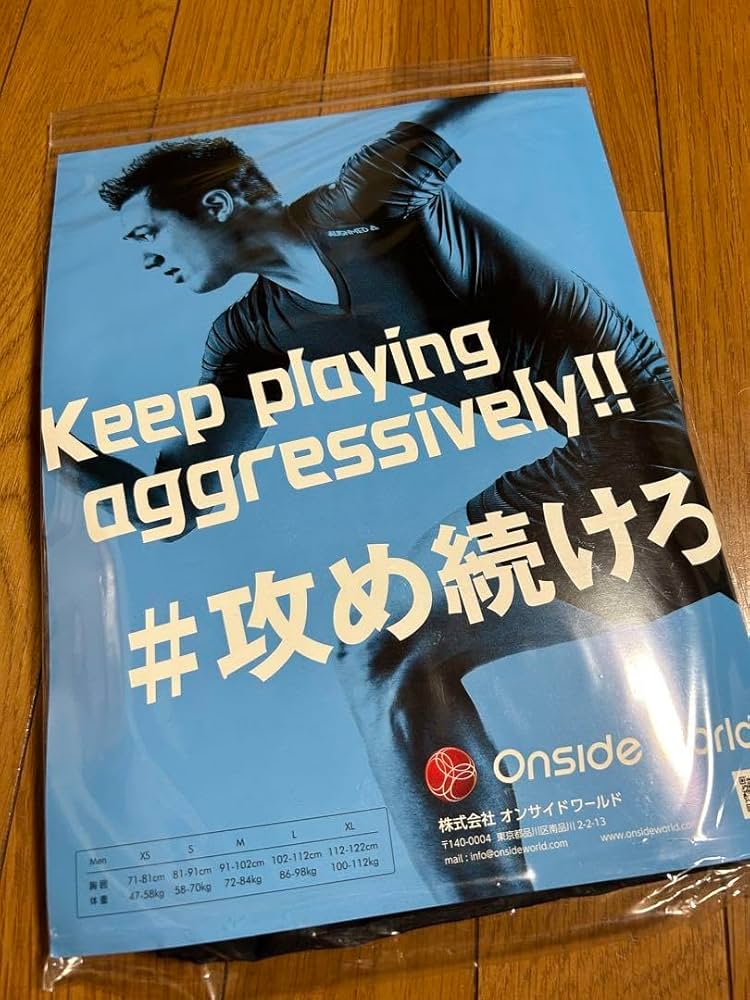 ALIGNMED
Keep playing
aggressively!!
#攻め続けろ
Onside World
株式会社 オンサイドワールド
〒140-0004 東京都品川区南品川 2-2-13
mail : info@onsideworld.com
www.onsideworld.com
Men XS S M L XL
胸囲 71-81cm 81-91cm 91-102cm 102-112cm 112-122cm
体重 47-58kg 58-70kg 72-84kg 86-98kg 100-112kg